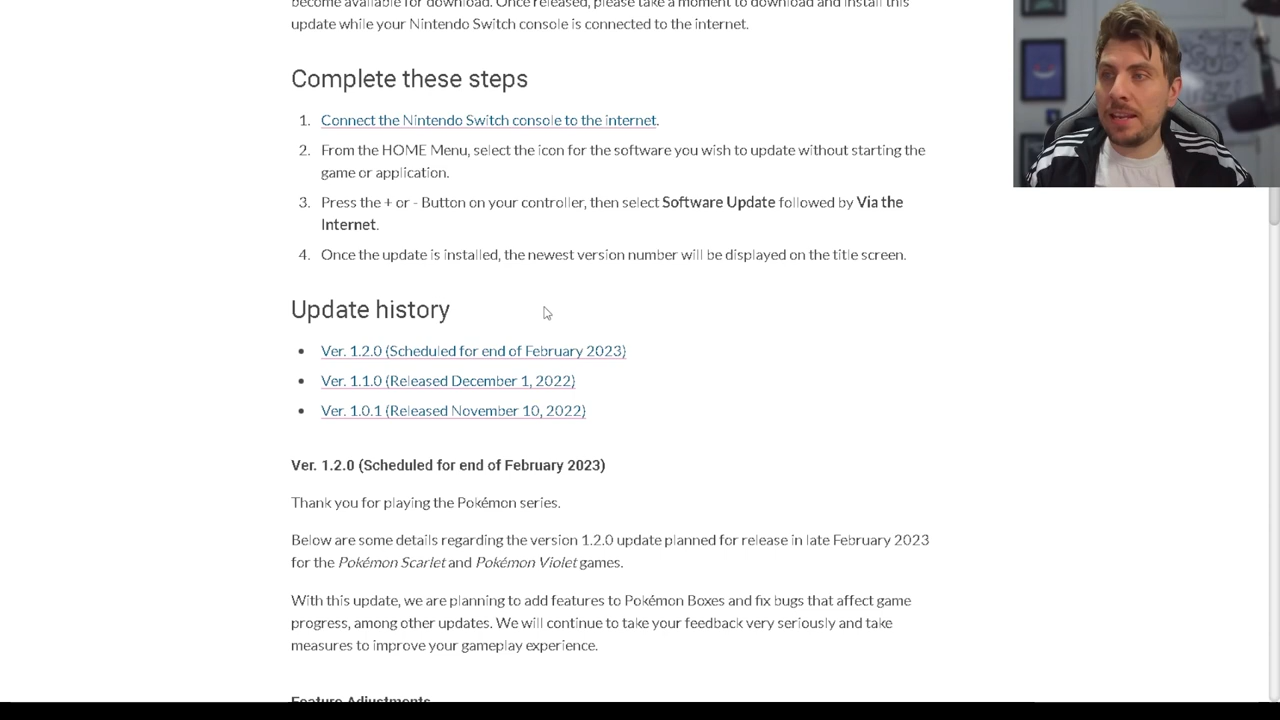 become available for download. Once released, please take a moment to download and install this
update while your Nintendo Switch console is connected to the internet.
Complete these steps
1. Connect the Nintendo Switch console to the internet.
2. From the HOME Menu, select the icon for the software you wish to update without starting the
game or application.
3. Press the + or - Button on your controller, then select Software Update followed by Via the
Internet.
4. Once the update is installed, the newest version number will be displayed on the title screen.
Update history
• Ver. 1.2.0 (Scheduled for end of February 2023)
• Ver. 1.1.0 (Released December 1, 2022)
• Ver. 1.0.1 (Released November 10, 2022)
Ver. 1.2.0 (Scheduled for end of February 2023)
Thank you for playing the Pokémon series.
Below are some details regarding the version 1.2.0 update planned for release in late February 2023
for the Pokémon Scarlet and Pokémon Violet games.
With this update, we are planning to add features to Pokémon Boxes and fix bugs that affect game
progress, among other updates. We will continue to take your feedback very seriously and take
measures to improve your gameplay experience.
Feature Adjustments